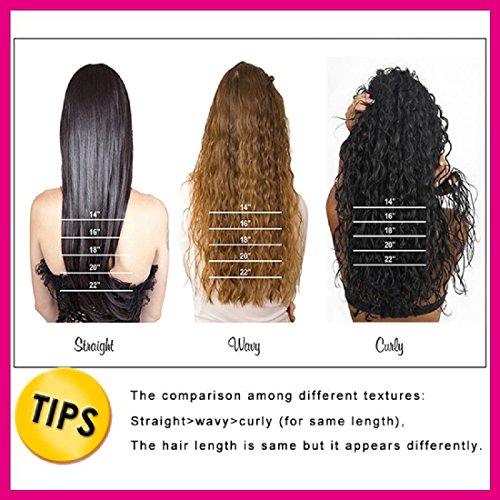 14" 14" 14"
16" 16" 16"
18" 18" 18"
20" 20" 20"
22" 22" 22"
Straight Wavy Curly
TIPS
The comparison among different textures:
Straight>wavy>curly (for same length),
The hair length is same but it appears differently.